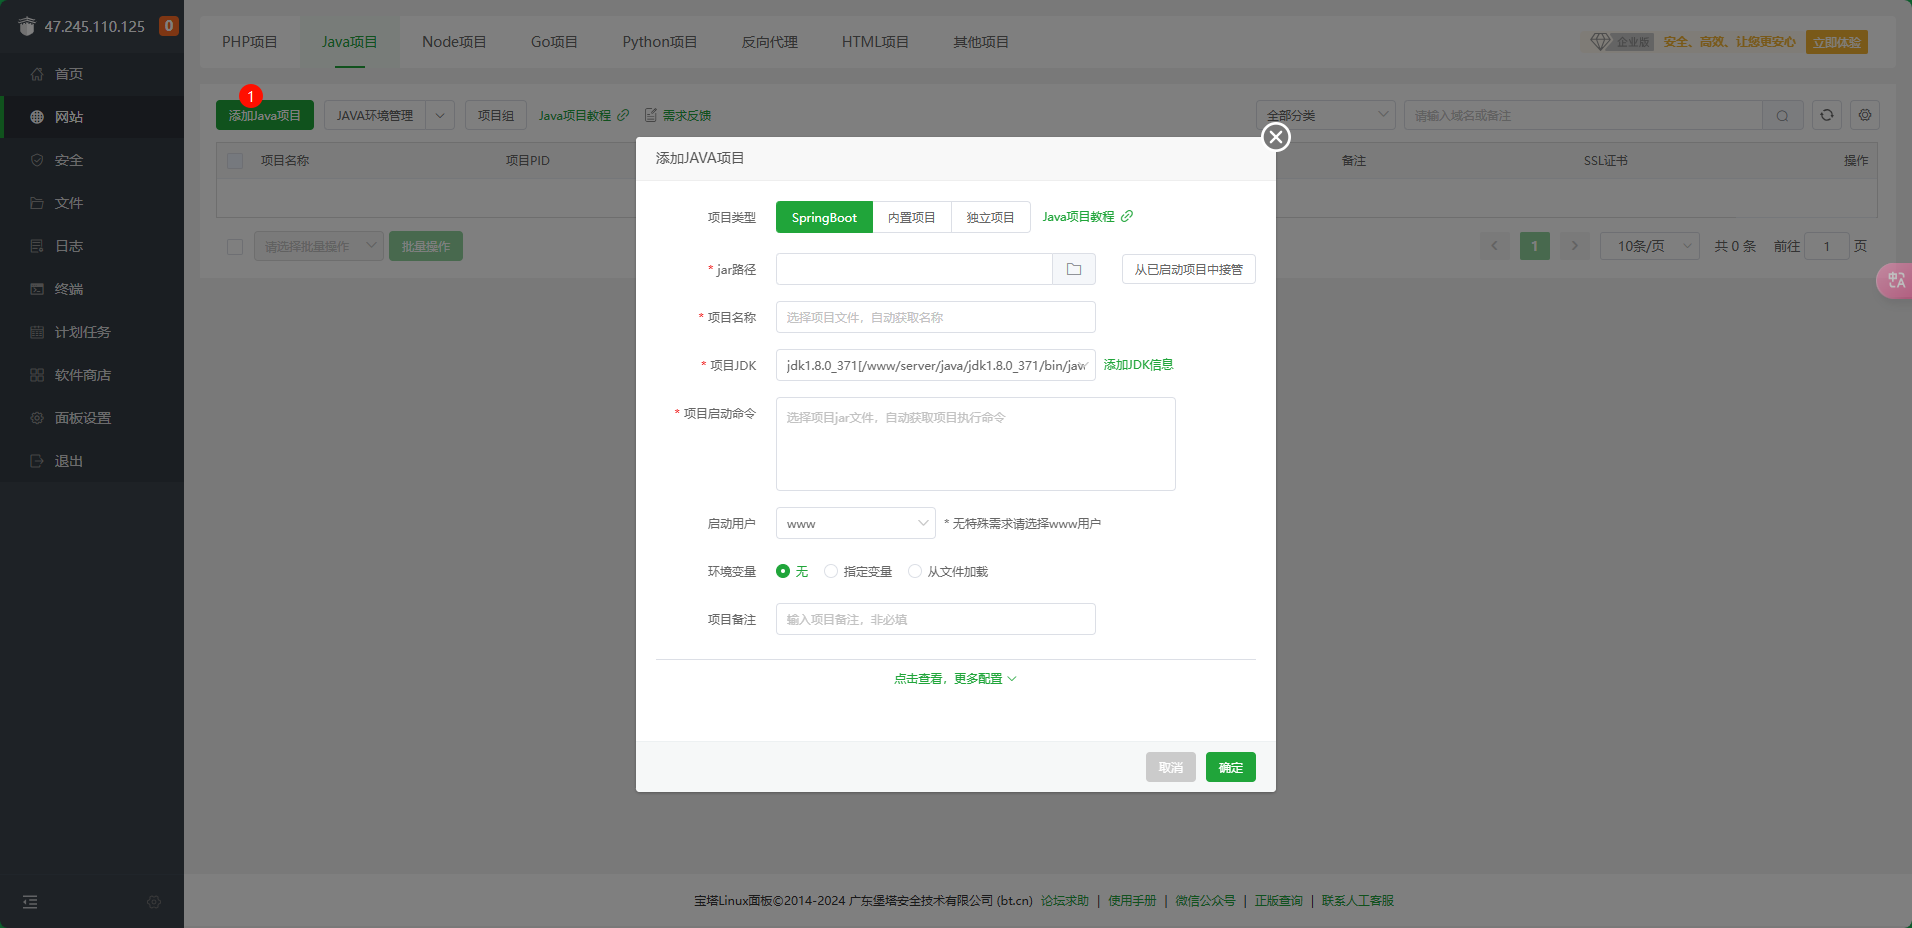 47.245.110.125
0
首页
网站
安全
文件
日志
终端
计划任务
软件商店
面板设置
退出
PHP项目
Java项目
Node项目
Go项目
Python项目
反向代理
HTML项目
其他项目
企业版
安全、高效、让您更安心
立即体验
1
添加Java项目
JAVA环境管理
项目组
Java项目教程
需求反馈
全部分类
请输入域名或备注
项目名称
项目PID
备注
SSL证书
操作
请选择批量操作
批量操作
1
10条/页
共 0 条
前往
1
页
添加JAVA项目
项目类型
SpringBoot
内置项目
独立项目
Java项目教程
* jar路径
从已启动项目中接管
* 项目名称
选择项目文件，自动获取名称
* 项目JDK
jdk1.8.0_371[/www/server/java/jdk1.8.0_371/bin/jav
添加JDK信息
* 项目启动命令
选择项目jar文件，自动获取项目执行命令
启动用户
www
* 无特殊需求请选择www用户
环境变量
无
指定变量
从文件加载
项目备注
输入项目备注，非必填
点击查看，更多配置
取消
确定
宝塔Linux面板©2014-2024 广东堡塔安全技术有限公司 (bt.cn) 论坛求助 | 使用手册 | 微信公众号 | 正版查询 | 联系人工客服
中A